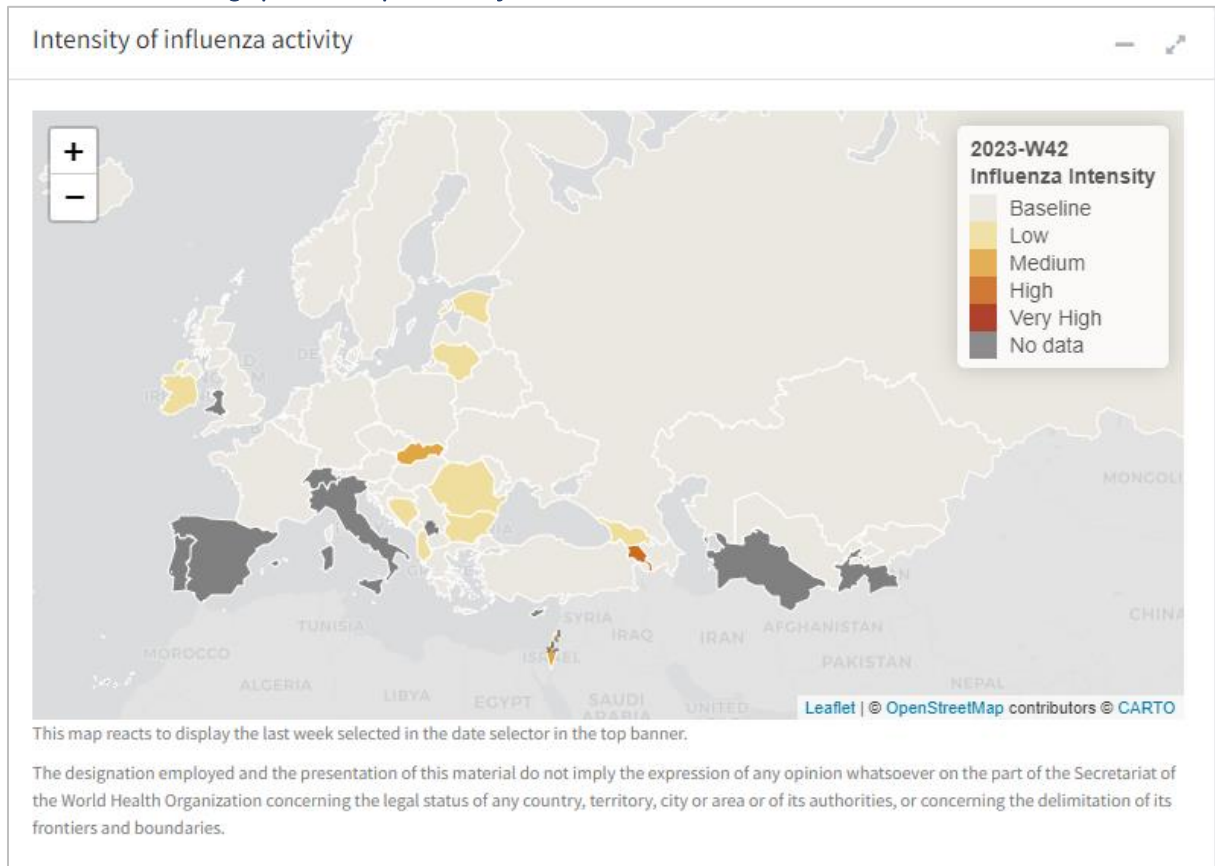 Intensity of influenza activity
+
−
2023-W42
Influenza Intensity
Baseline
Low
Medium
High
Very High
No data
MONGOLI
SYRIA
TUNISIA
IRAQ
IRAN
AFGHANISTAN
CHINA
MOROCCO
ISRAEL
PAKISTAN
ALGERIA
LIBYA
EGYPT
SAUDI
ARABIA
UNITED
NEPAL
Leaflet | © OpenStreetMap contributors © CARTO
This map reacts to display the last week selected in the date selector in the top banner.
The designation employed and the presentation of this material do not imply the expression of any opinion whatsoever on the part of the Secretariat of
the World Health Organization concerning the legal status of any country, territory, city or area or of its authorities, or concerning the delimitation of its
frontiers and boundaries.